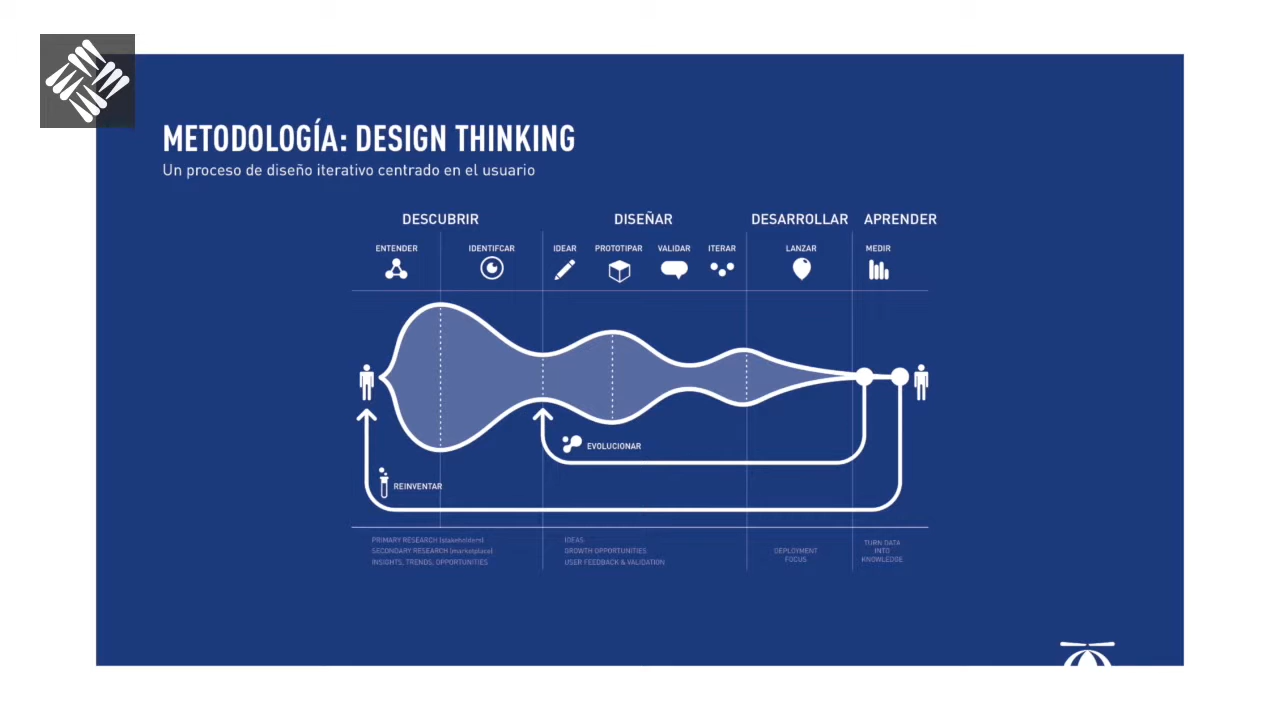 METODOLOGÍA: DESIGN THINKING
Un proceso de diseño iterativo centrado en el usuario
DESCUBRIR DISEÑAR DESARROLLAR APRENDER
ENTENDER IDENTIFCAR IDEAR PROTOTIPAR VALIDAR ITERAR LANZAR MEDIR
EVOLUCIONAR
REINVENTAR
PRIMARY RESEARCH (stakeholders)
SECONDARY RESEARCH (marketplace)
INSIGHTS, TRENDS, OPPORTUNITIES
IDEAS
GROWTH OPPORTUNITIES
USER FEEDBACK & VALIDATION
DEPLOYMENT
FOCUS
TURN DATA
INTO
KNOWLEDGE